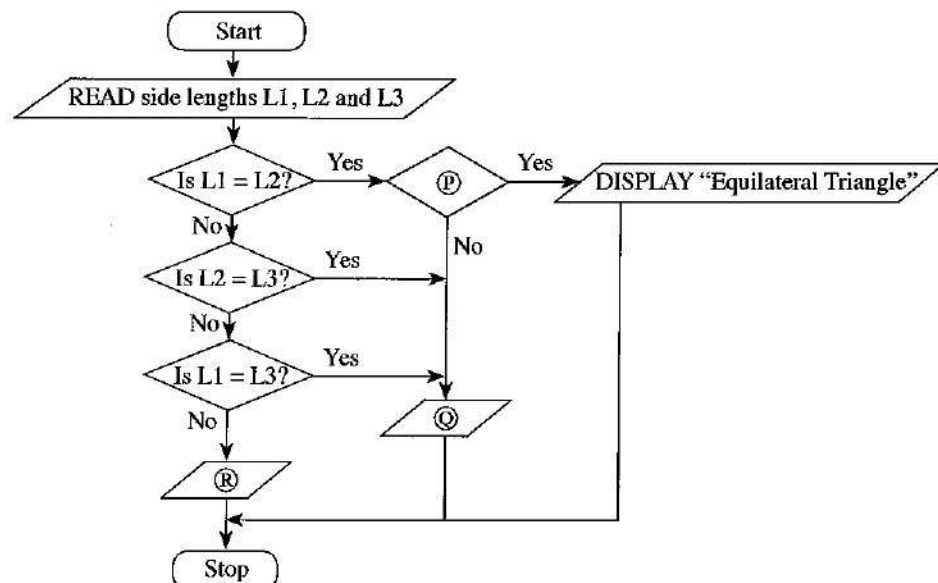 Start
READ side lengths L1, L2 and L3
Is L1 = L2?
Yes
P
Yes
DISPLAY “Equilateral Triangle”
No
No
Is L2 = L3?
Yes
No
Is L1 = L3?
Yes
No
Q
R
Stop